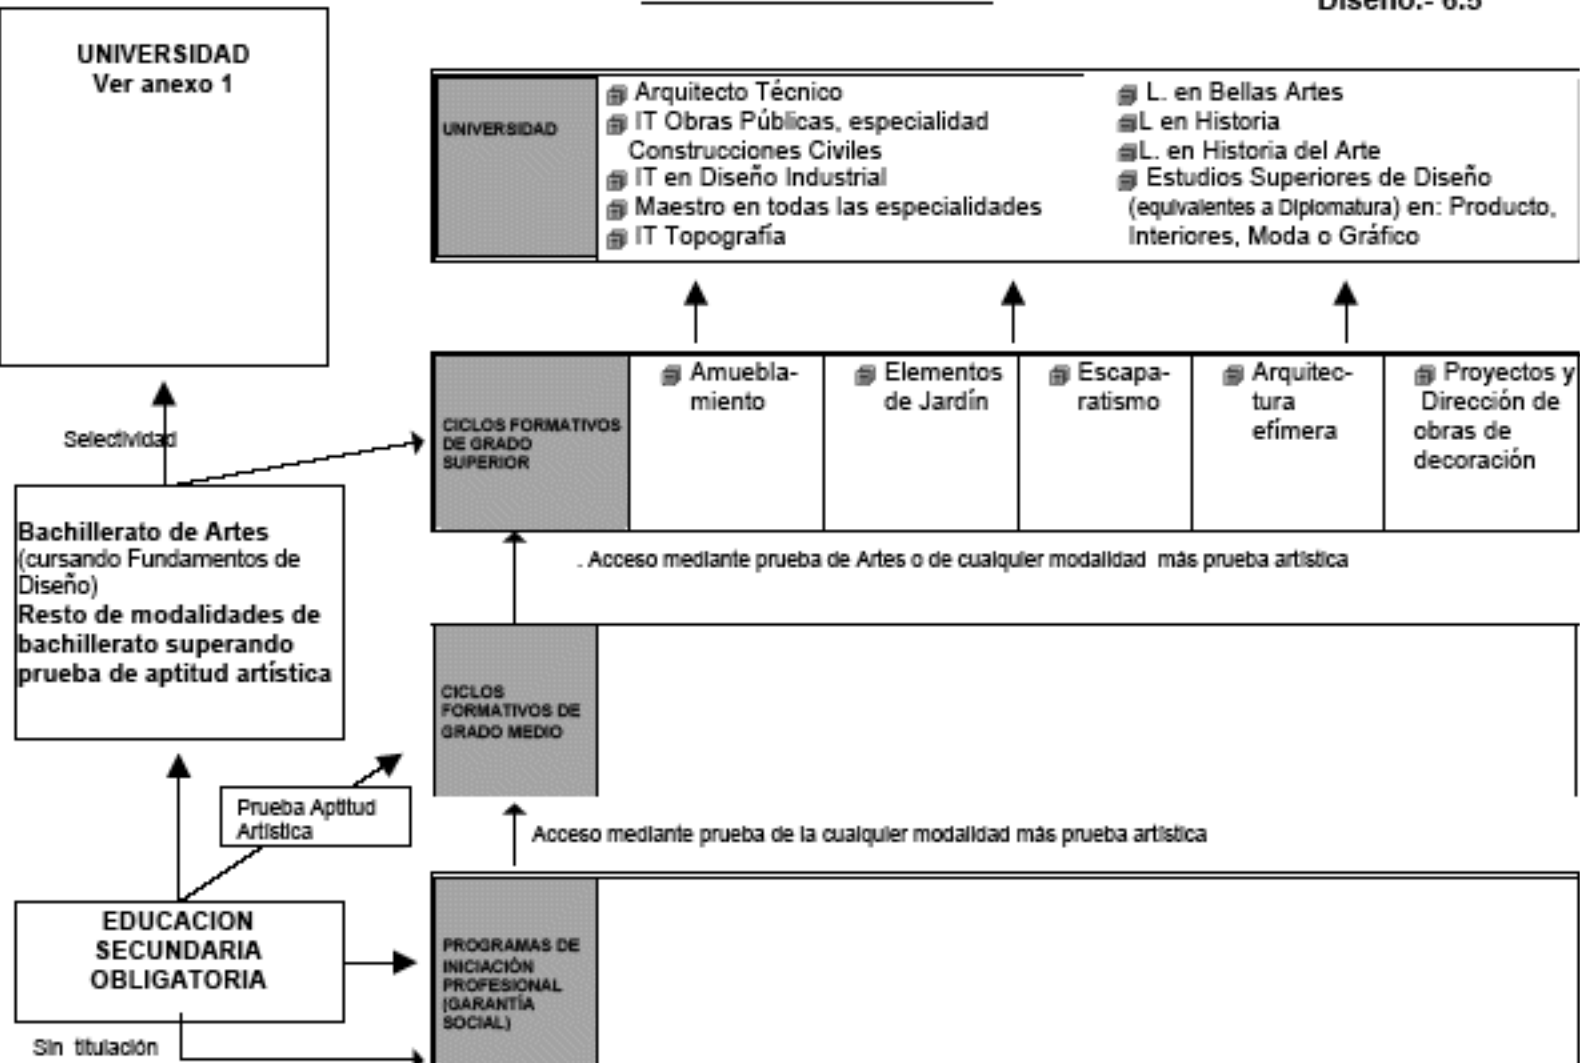 Diseño.- 6.5
UNIVERSIDAD
Ver anexo 1
UNIVERSIDAD
Arquitecto Técnico
IT Obras Públicas, especialidad
Construcciones Civiles
IT en Diseño Industrial
Maestro en todas las especialidades
IT Topografía
L. en Bellas Artes
L en Historia
L. en Historia del Arte
Estudios Superiores de Diseño
(equivalentes a Diplomatura) en: Producto,
Interiores, Moda o Gráfico
Selectividad
CICLOS FORMATIVOS
DE GRADO
SUPERIOR
Amuebla-
miento
Elementos
de Jardín
Escapa-
ratismo
Arquitec-
tura
efímera
Proyectos y
Dirección de
obras de
decoración
Bachillerato de Artes
(cursando Fundamentos de
Diseño)
Resto de modalidades de
bachillerato superando
prueba de aptitud artística
. Acceso mediante prueba de Artes o de cualquier modalidad más prueba artística
CICLOS
FORMATIVOS DE
GRADO MEDIO
Prueba Aptitud
Artística
Acceso mediante prueba de la cualquier modalidad más prueba artística
EDUCACION
SECUNDARIA
OBLIGATORIA
PROGRAMAS DE
INICIACIÓN
PROFESIONAL
(GARANTÍA
SOCIAL)
Sin titulación